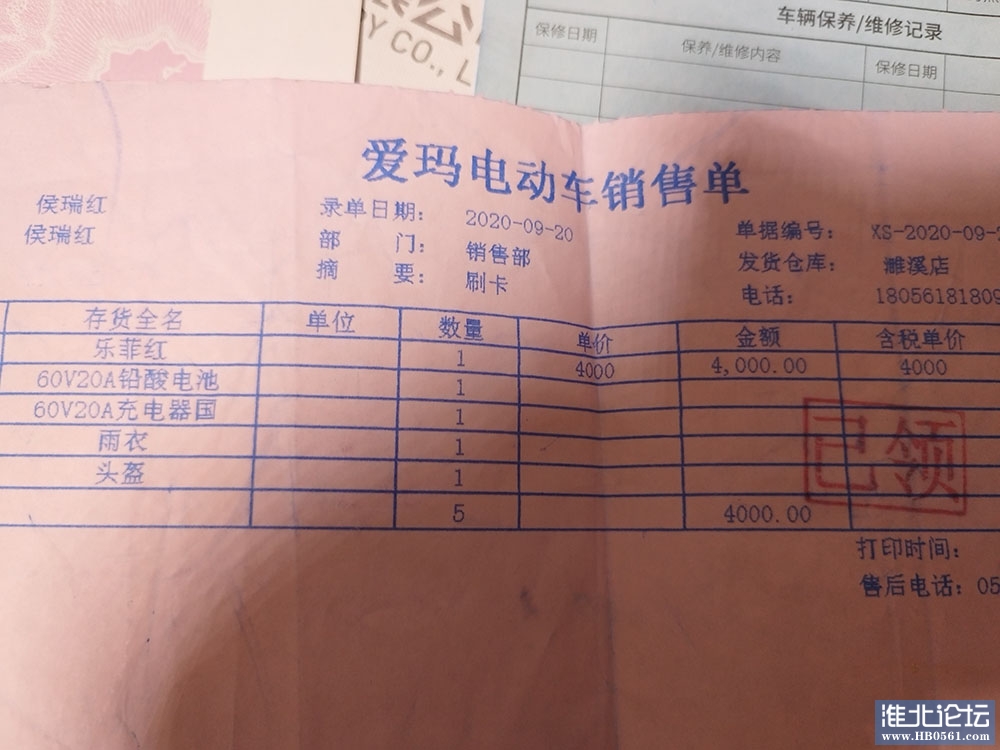 Y CO., L
车辆保养/维修记录
保修日期 保养/维修内容 保修日期
爱玛电动车销售单
侯瑞红 录单日期: 2020-09-20 单据编号: XS-2020-09-
侯瑞红 部 门: 销售部 发货仓库: 濉溪店
摘 要: 刷卡 电话: 1805618180
存货全名 单位 数量 单价 金额 含税单价
乐菲红 1 4000 4,000.00 4000
60V20A铅酸电池 1
60V20A充电器国 1
雨衣 1
头盔 1
5 4000.00
已领
打印时间:
售后电话: 05
淮北论坛
www.HB0561.com